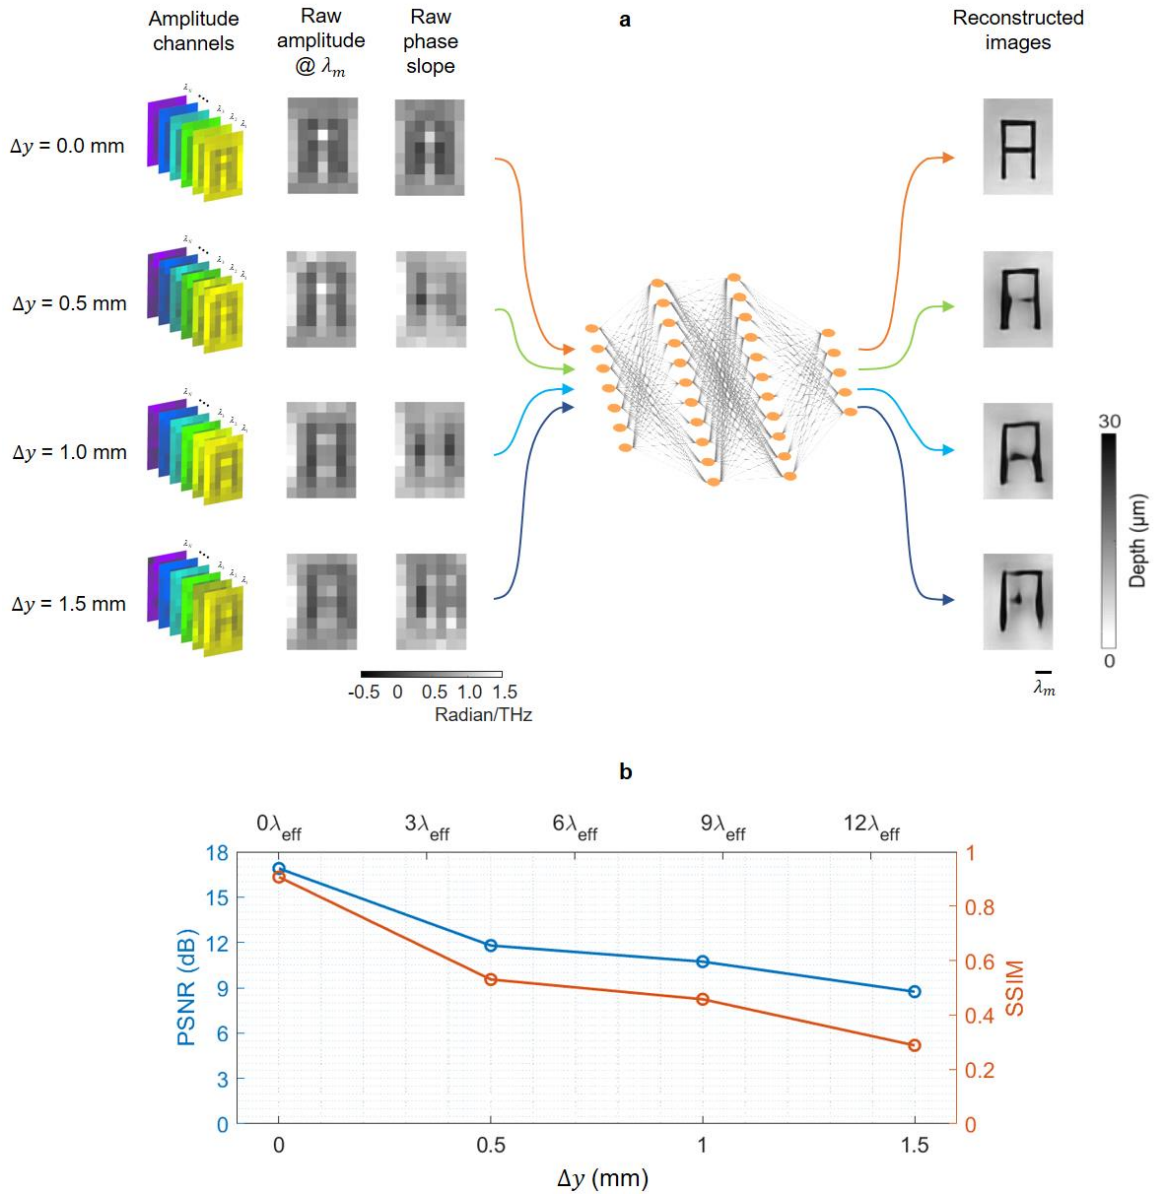 a
Amplitude
channels
Raw
amplitude
@ λₘ
Raw
phase
slope
Reconstructed
images
Δy = 0.0 mm
Δy = 0.5 mm
Δy = 1.0 mm
Δy = 1.5 mm
-0.5 0 0.5 1.0 1.5
Radian/THz
30
Depth (μm)
0
λₘ
b
0λeff 3λeff 6λeff 9λeff 12λeff
18
15
12
9
6
3
0
PSNR (dB)
1
0.8
0.6
0.4
0.2
0
SSIM
0 0.5 1 1.5
Δy (mm)